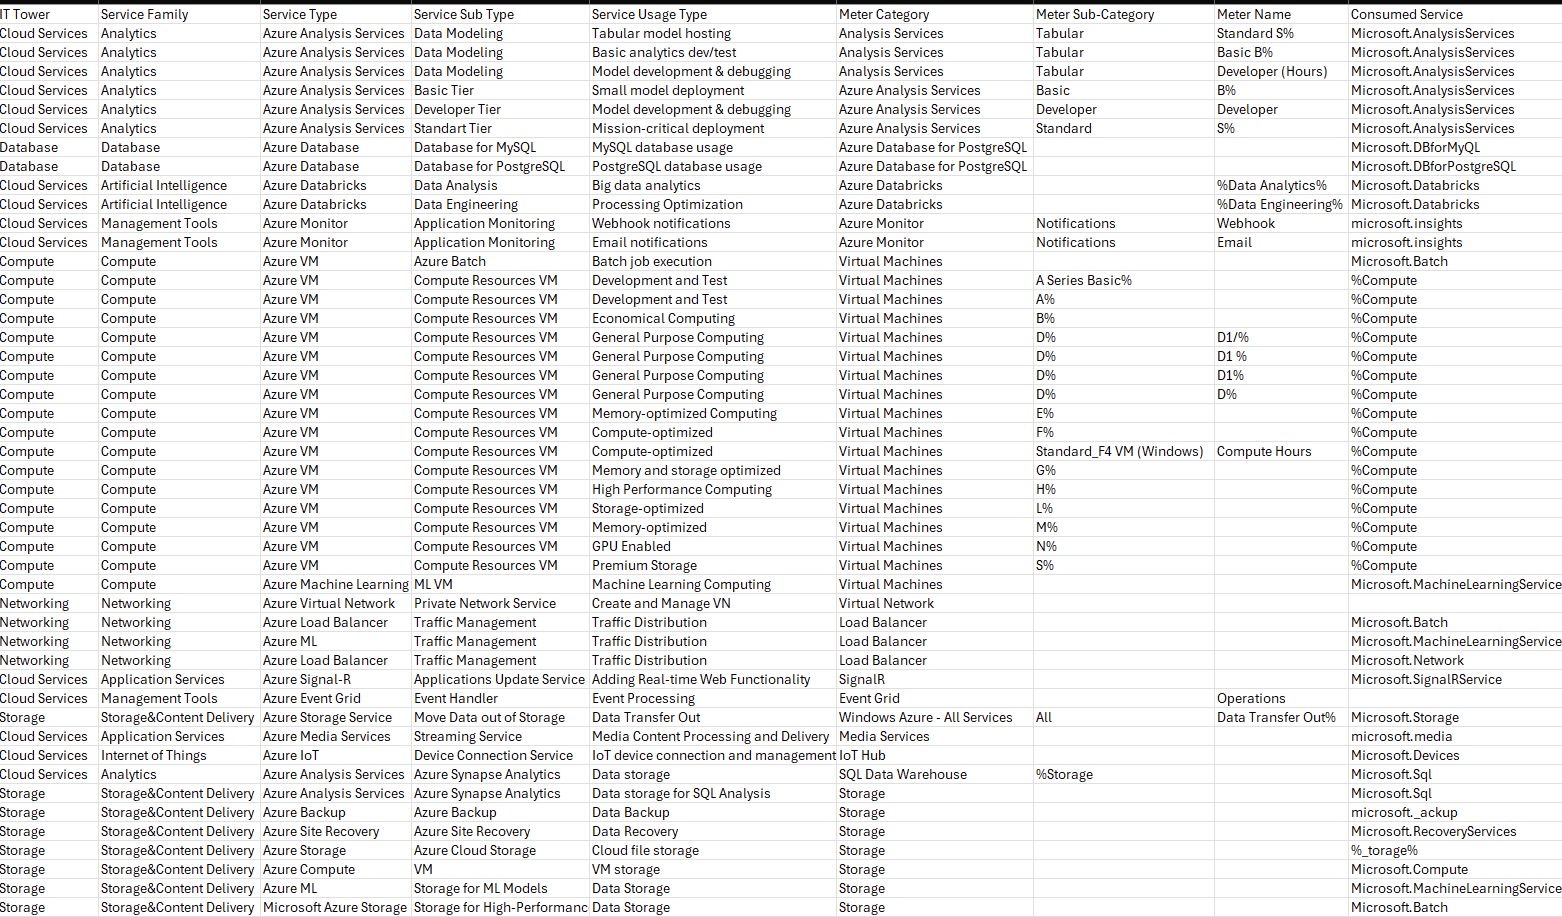 IT Tower Service Family Service Type Service Sub Type Service Usage Type Meter Category Meter Sub-Category Meter Name Consumed Service
Cloud Services Analytics Azure Analysis Services Data Modeling Tabular model hosting Analysis Services Tabular Standard S% Microsoft.AnalysisServices
Cloud Services Analytics Azure Analysis Services Data Modeling Basic analytics dev/test Analysis Services Tabular Basic B% Microsoft.AnalysisServices
Cloud Services Analytics Azure Analysis Services Data Modeling Model development & debugging Analysis Services Tabular Developer (Hours) Microsoft.AnalysisServices
Cloud Services Analytics Azure Analysis Services Basic Tier Small model deployment Azure Analysis Services Basic B% Microsoft.AnalysisServices
Cloud Services Analytics Azure Analysis Services Developer Tier Model development & debugging Azure Analysis Services Developer Developer Microsoft.AnalysisServices
Cloud Services Analytics Azure Analysis Services Standart Tier Mission-critical deployment Azure Analysis Services Standard S% Microsoft.AnalysisServices
Database Database Azure Database Database for MySQL MySQL database usage Azure Database for PostgreSQL Microsoft.DBforMyQL
Database Database Azure Database Database for PostgreSQL PostgreSQL database usage Azure Database for PostgreSQL Microsoft.DBforPostgreSQL
Cloud Services Artificial Intelligence Azure Databricks Data Analysis Big data analytics Azure Databricks %Data Analytics% Microsoft.Databricks
Cloud Services Artificial Intelligence Azure Databricks Data Engineering Processing Optimization Azure Databricks %Data Engineering% Microsoft.Databricks
Cloud Services Management Tools Azure Monitor Application Monitoring Webhook notifications Azure Monitor Notifications Webhook microsoft.insights
Cloud Services Management Tools Azure Monitor Application Monitoring Email notifications Azure Monitor Notifications Email microsoft.insights
Compute Compute Azure VM Azure Batch Batch job execution Virtual Machines Microsoft.Batch
Compute Compute Azure VM Compute Resources VM Development and Test Virtual Machines A Series Basic% %Compute
Compute Compute Azure VM Compute Resources VM Development and Test Virtual Machines A% %Compute
Compute Compute Azure VM Compute Resources VM Economical Computing Virtual Machines B% %Compute
Compute Compute Azure VM Compute Resources VM General Purpose Computing Virtual Machines D% D1/% %Compute
Compute Compute Azure VM Compute Resources VM General Purpose Computing Virtual Machines D% D1 % %Compute
Compute Compute Azure VM Compute Resources VM General Purpose Computing Virtual Machines D% D1% %Compute
Compute Compute Azure VM Compute Resources VM General Purpose Computing Virtual Machines D% D% %Compute
Compute Compute Azure VM Compute Resources VM Memory-optimized Computing Virtual Machines E% %Compute
Compute Compute Azure VM Compute Resources VM Compute-optimized Virtual Machines F% %Compute
Compute Compute Azure VM Compute Resources VM Compute-optimized Virtual Machines Standard_F4 VM (Windows) Compute Hours %Compute
Compute Compute Azure VM Compute Resources VM Memory and storage optimized Virtual Machines G% %Compute
Compute Compute Azure VM Compute Resources VM High Performance Computing Virtual Machines H% %Compute
Compute Compute Azure VM Compute Resources VM Storage-optimized Virtual Machines L% %Compute
Compute Compute Azure VM Compute Resources VM Memory-optimized Virtual Machines M% %Compute
Compute Compute Azure VM Compute Resources VM GPU Enabled Virtual Machines N% %Compute
Compute Compute Azure VM Compute Resources VM Premium Storage Virtual Machines S% %Compute
Compute Compute Azure Machine Learning ML VM Machine Learning Computing Virtual Machines Microsoft.MachineLearningService
Networking Networking Azure Virtual Network Private Network Service Create and Manage VN Virtual Network
Networking Networking Azure Load Balancer Traffic Management Traffic Distribution Load Balancer Microsoft.Batch
Networking Networking Azure ML Traffic Management Traffic Distribution Load Balancer Microsoft.MachineLearningService
Networking Networking Azure Load Balancer Traffic Management Traffic Distribution Load Balancer Microsoft.Network
Cloud Services Application Services Azure Signal-R Applications Update Service Adding Real-time Web Functionality SignalR Microsoft.SignalRService
Cloud Services Management Tools Azure Event Grid Event Handler Event Processing Event Grid Operations
Storage Storage&Content Delivery Azure Storage Service Move Data out of Storage Data Transfer Out Windows Azure - All Services All Data Transfer Out% Microsoft.Storage
Cloud Services Application Services Azure Media Services Streaming Service Media Content Processing and Delivery Media Services microsoft.media
Cloud Services Internet of Things Azure IoT Device Connection Service IoT device connection and management IoT Hub Microsoft.Devices
Cloud Services Analytics Azure Analysis Services Azure Synapse Analytics Data storage SQL Data Warehouse %Storage Microsoft.Sql
Storage Storage&Content Delivery Azure Analysis Services Azure Synapse Analytics Data storage for SQL Analysis Storage Microsoft.Sql
Storage Storage&Content Delivery Azure Backup Azure Backup Data Backup Storage microsoft._ackup
Storage Storage&Content Delivery Azure Site Recovery Azure Site Recovery Data Recovery Storage Microsoft.RecoveryServices
Storage Storage&Content Delivery Azure Storage Azure Cloud Storage Cloud file storage Storage %_torage%
Storage Storage&Content Delivery Azure Compute VM VM storage Storage Microsoft.Compute
Storage Storage&Content Delivery Azure ML Storage for ML Models Data Storage Storage Microsoft.MachineLearningService
Storage Storage&Content Delivery Microsoft Azure Storage Storage for High-Performanc Data Storage Storage Microsoft.Batch